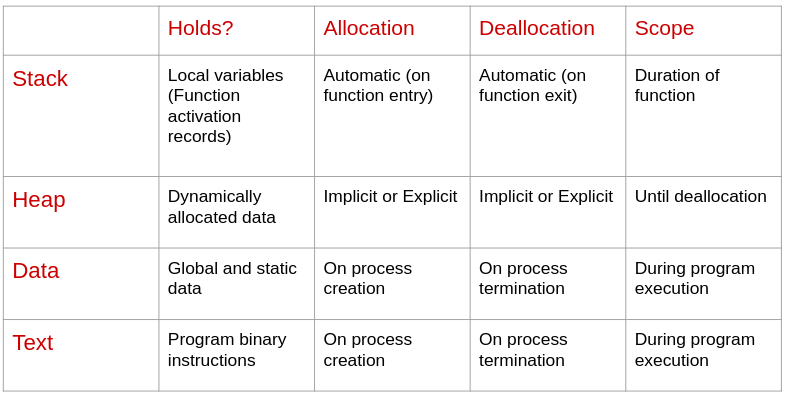 Holds?
Allocation
Deallocation
Scope
Stack
Local variables
(Function
activation
records)
Automatic (on
function entry)
Automatic (on
function exit)
Duration of
function
Heap
Dynamically
allocated data
Implicit or Explicit
Implicit or Explicit
Until deallocation
Data
Global and static
data
On process
creation
On process
termination
During program
execution
Text
Program binary
instructions
On process
creation
On process
termination
During program
execution